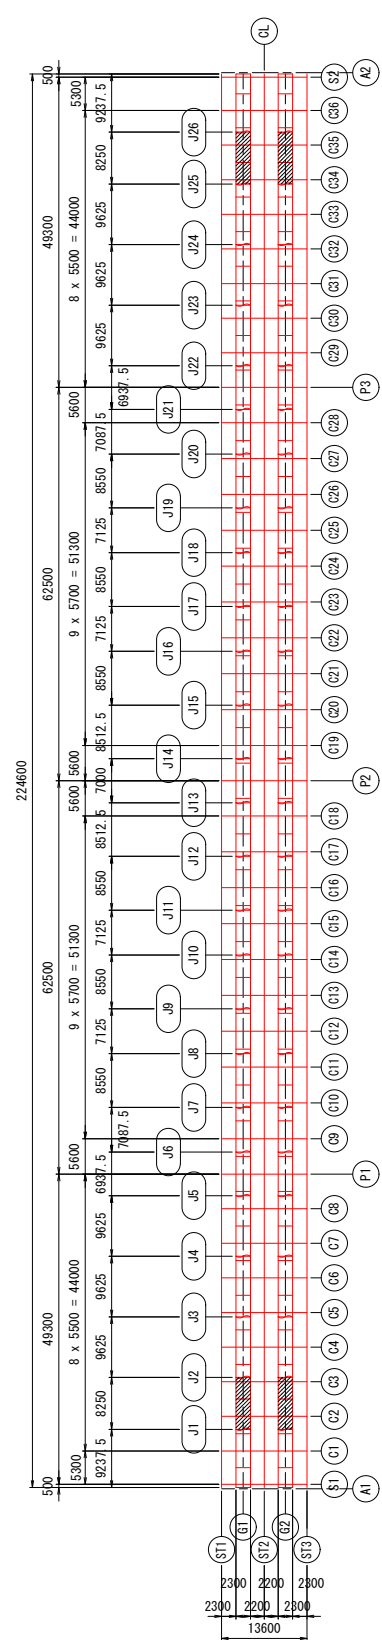 224600
500 49300 62500 62500 49300 500
5300 8 x 5500 = 44000 5600 9 x 5700 = 51300 5600 5600 9 x 5700 = 51300 5600 8 x 5500 = 44000 5300
9237.5 8250 9625 9625 9625 6937.5 7087.5 8550 7125 8550 7125 8550 8512.5 7000 8512.5 8550 7125 8550 7125 8550 7087.5 6937.5 9625 9625 9625 8250 9237.5
J1 J2 J3 J4 J5 J6 J7 J8 J9 J10 J11 J12 J13 J14 J15 J16 J17 J18 J19 J20 J21 J22 J23 J24 J25 J26
ST1
G1
ST2
G2
ST3
2300
2300
2200
2200
2300
2300
13600
CL
S1 C1 C2 C3 C4 C5 C6 C7 C8 C9 C10 C11 C12 C13 C14 C15 C16 C17 C18 C19 C20 C21 C22 C23 C24 C25 C26 C27 C28 C29 C30 C31 C32 C33 C34 C35 C36 S2
A1 P1 P2 P3 A2